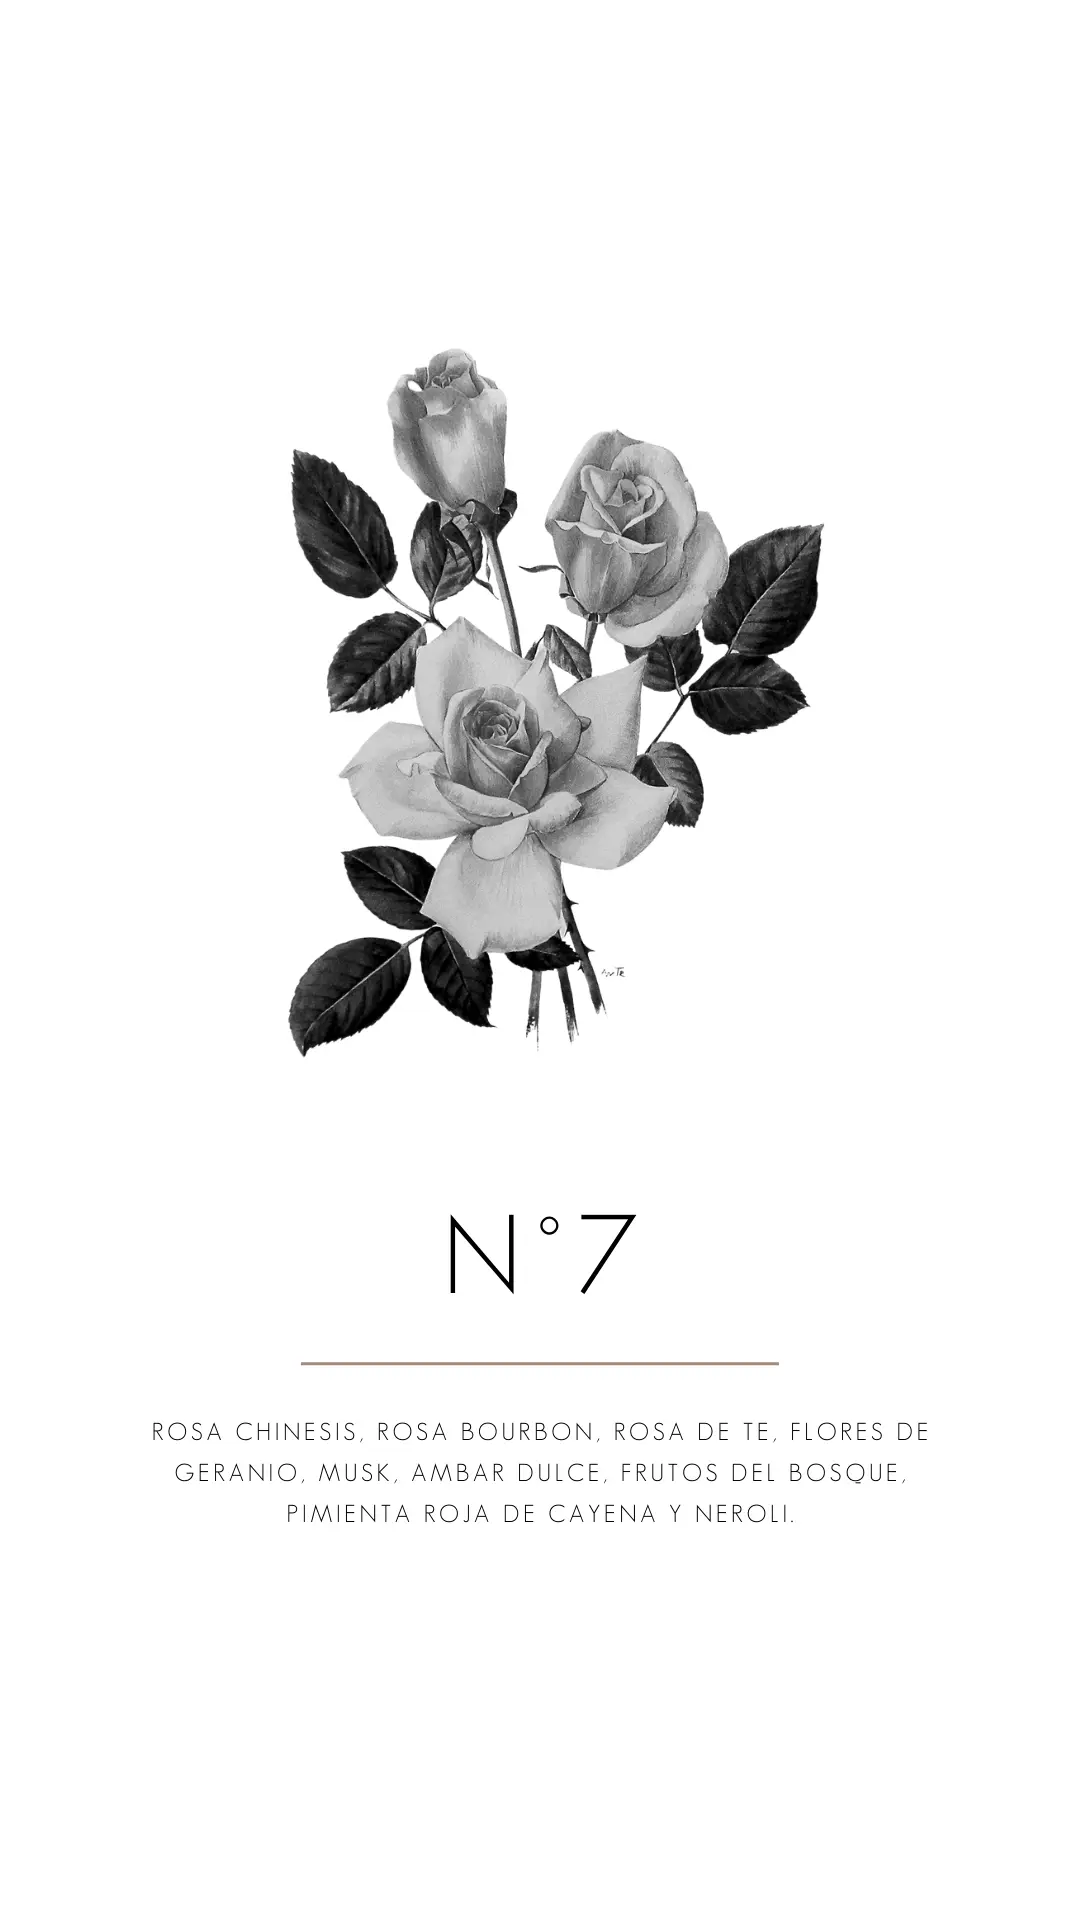 N°7
ROSA CHINESIS, ROSA BOURBON, ROSA DE TE, FLORES DE
GERANIO, MUSK, AMBAR DULCE, FRUTOS DEL BOSQUE,
PIMIENTA ROJA DE CAYENA Y NEROLI.